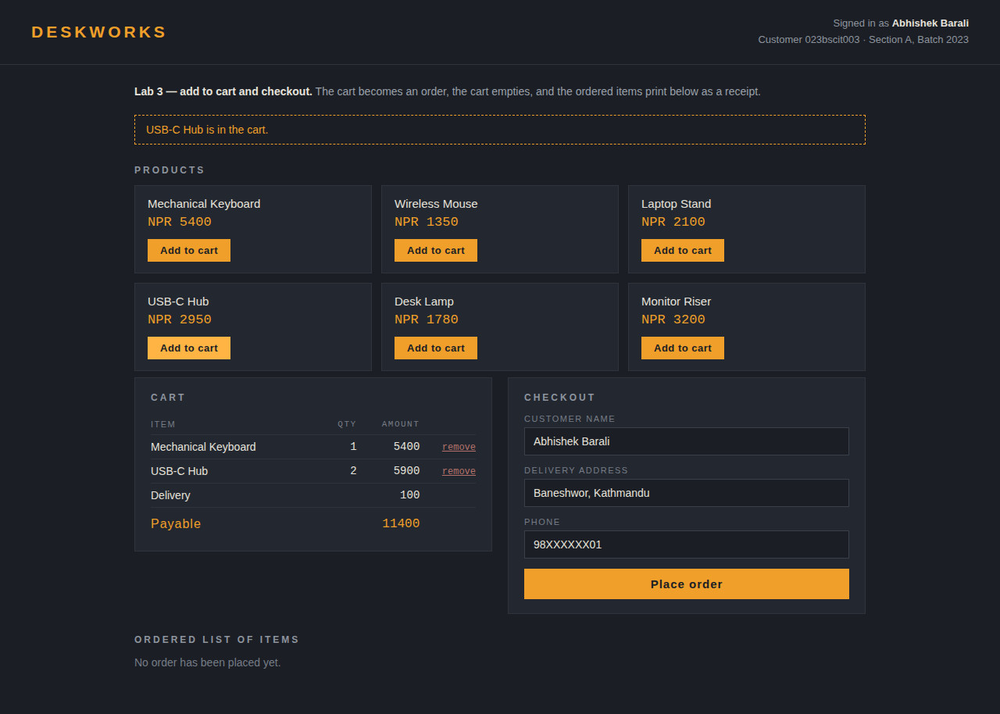 DESKWORKS
Signed in as Abhishek Barali
Customer 023bscit003 · Section A, Batch 2023
Lab 3 — add to cart and checkout. The cart becomes an order, the cart empties, and the ordered items print below as a receipt.
USB-C Hub is in the cart.
PRODUCTS
Mechanical Keyboard
NPR 5400
Add to cart
Wireless Mouse
NPR 1350
Add to cart
Laptop Stand
NPR 2100
Add to cart
USB-C Hub
NPR 2950
Add to cart
Desk Lamp
NPR 1780
Add to cart
Monitor Riser
NPR 3200
Add to cart
CART
ITEM QTY AMOUNT
Mechanical Keyboard 1 5400 remove
USB-C Hub 2 5900 remove
Delivery 100
Payable 11400
CHECKOUT
CUSTOMER NAME
Abhishek Barali
DELIVERY ADDRESS
Baneshwor, Kathmandu
PHONE
98XXXXXX01
Place order
ORDERED LIST OF ITEMS
No order has been placed yet.